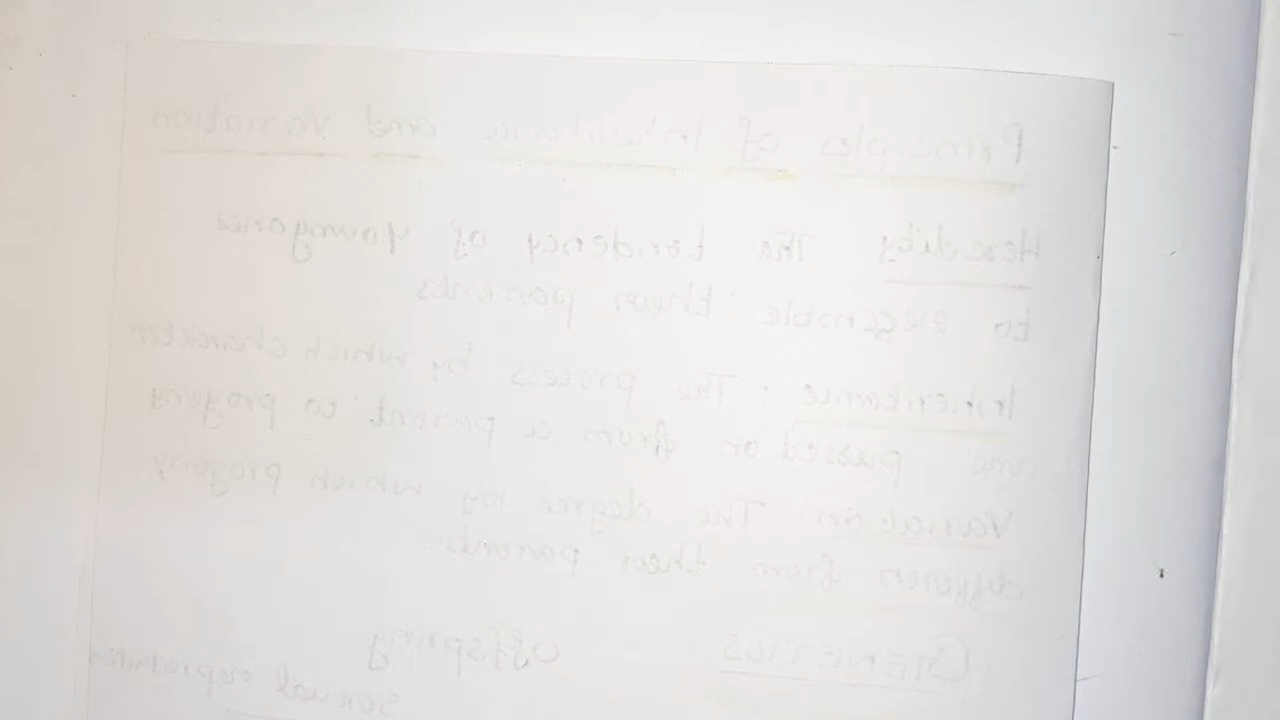 Principles of Inheritance and variation
Heredity The tendency of youngones
to resemble their parents
Inheritance : The process by which character
are passed on from a parent to progeny
Variation : The degree by which progeny
differen from their parents
GENETICS offspring
sexual reproduction